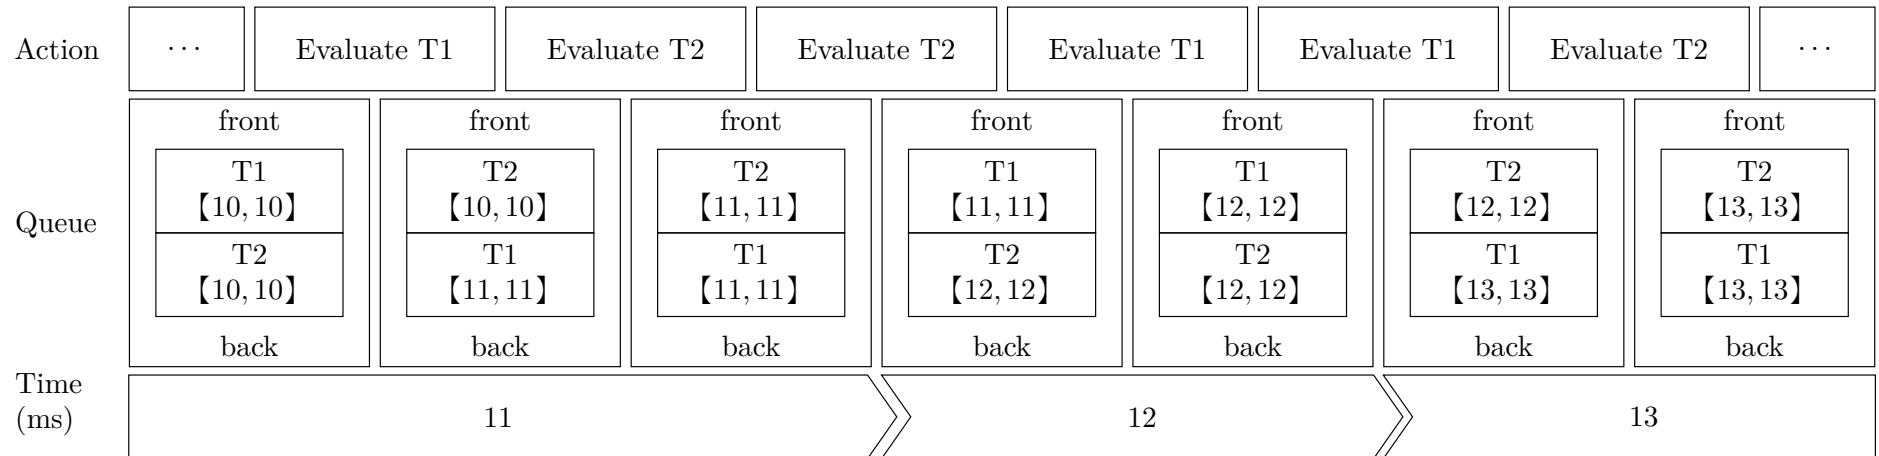 Action ··· Evaluate T1 Evaluate T2 Evaluate T2 Evaluate T1 Evaluate T1 Evaluate T2 ···
front front front front front front front
T1 T2 T2 T1 T1 T2 T2
【10, 10】 【10, 10】 【11, 11】 【11, 11】 【12, 12】 【12, 12】 【13, 13】
Queue
T2 T1 T1 T2 T2 T1 T1
【10, 10】 【11, 11】 【11, 11】 【12, 12】 【12, 12】 【13, 13】 【13, 13】
back back back back back back back
Time
(ms) 11 12 13